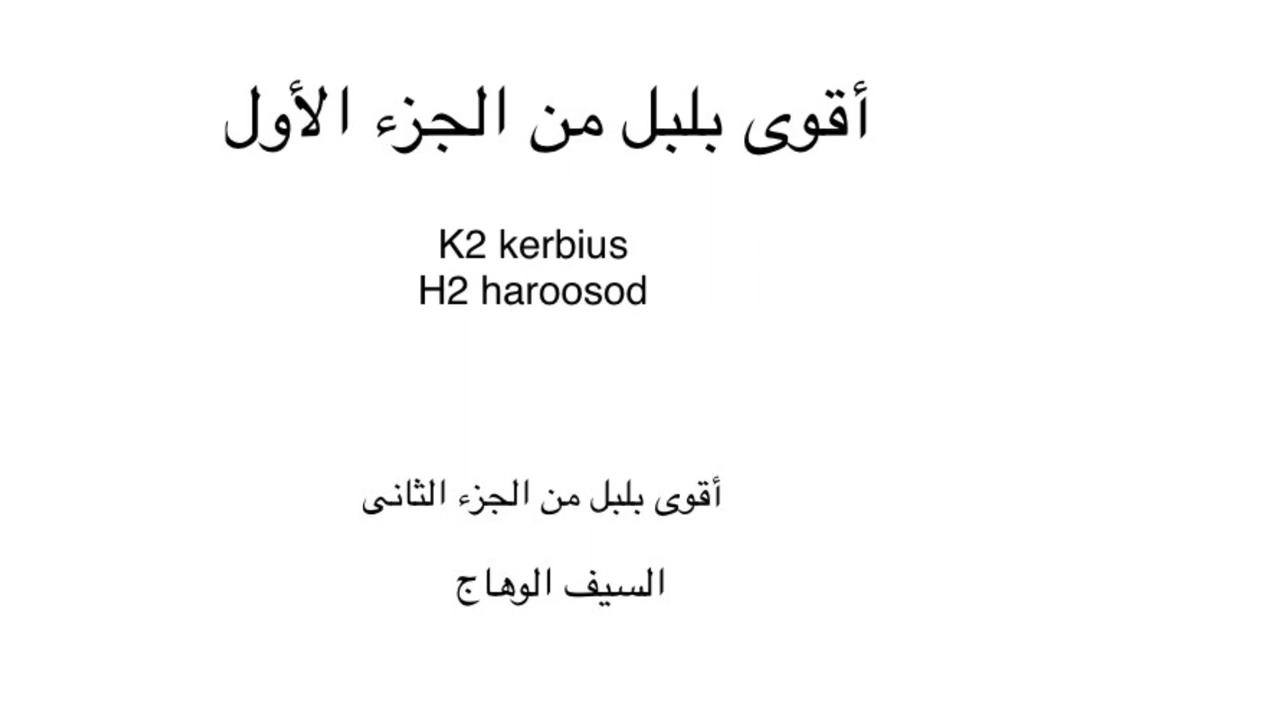 أقوى بلبل من الجزء الأول
K2 kerbius
H2 haroosod
أقوى بلبل من الجزء الثانى
السيف الوهاج